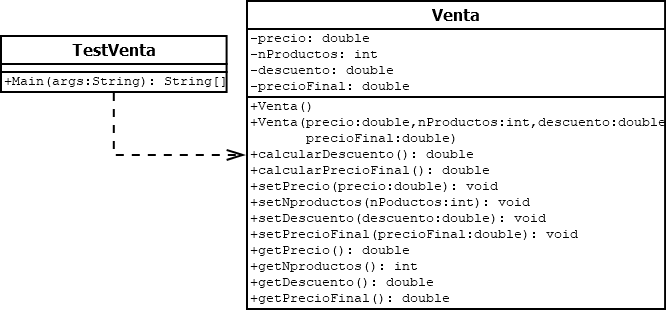 TestVenta
+Main(args:String): String[]
Venta
-precio: double
-nProductos: int
-descuento: double
-precioFinal: double
+Venta()
+Venta(precio:double,nProductos:int,descuento:double
precioFinal:double)
+calcularDescuento(): double
+calcularPrecioFinal(): double
+setPrecio(precio:double): void
+setNproductos(nPoductos:int): void
+setDescuento(descuento:double): void
+setPrecioFinal(precioFinal:double): void
+getPrecio(): double
+getNproductos(): int
+getDescuento(): double
+getPrecioFinal(): double